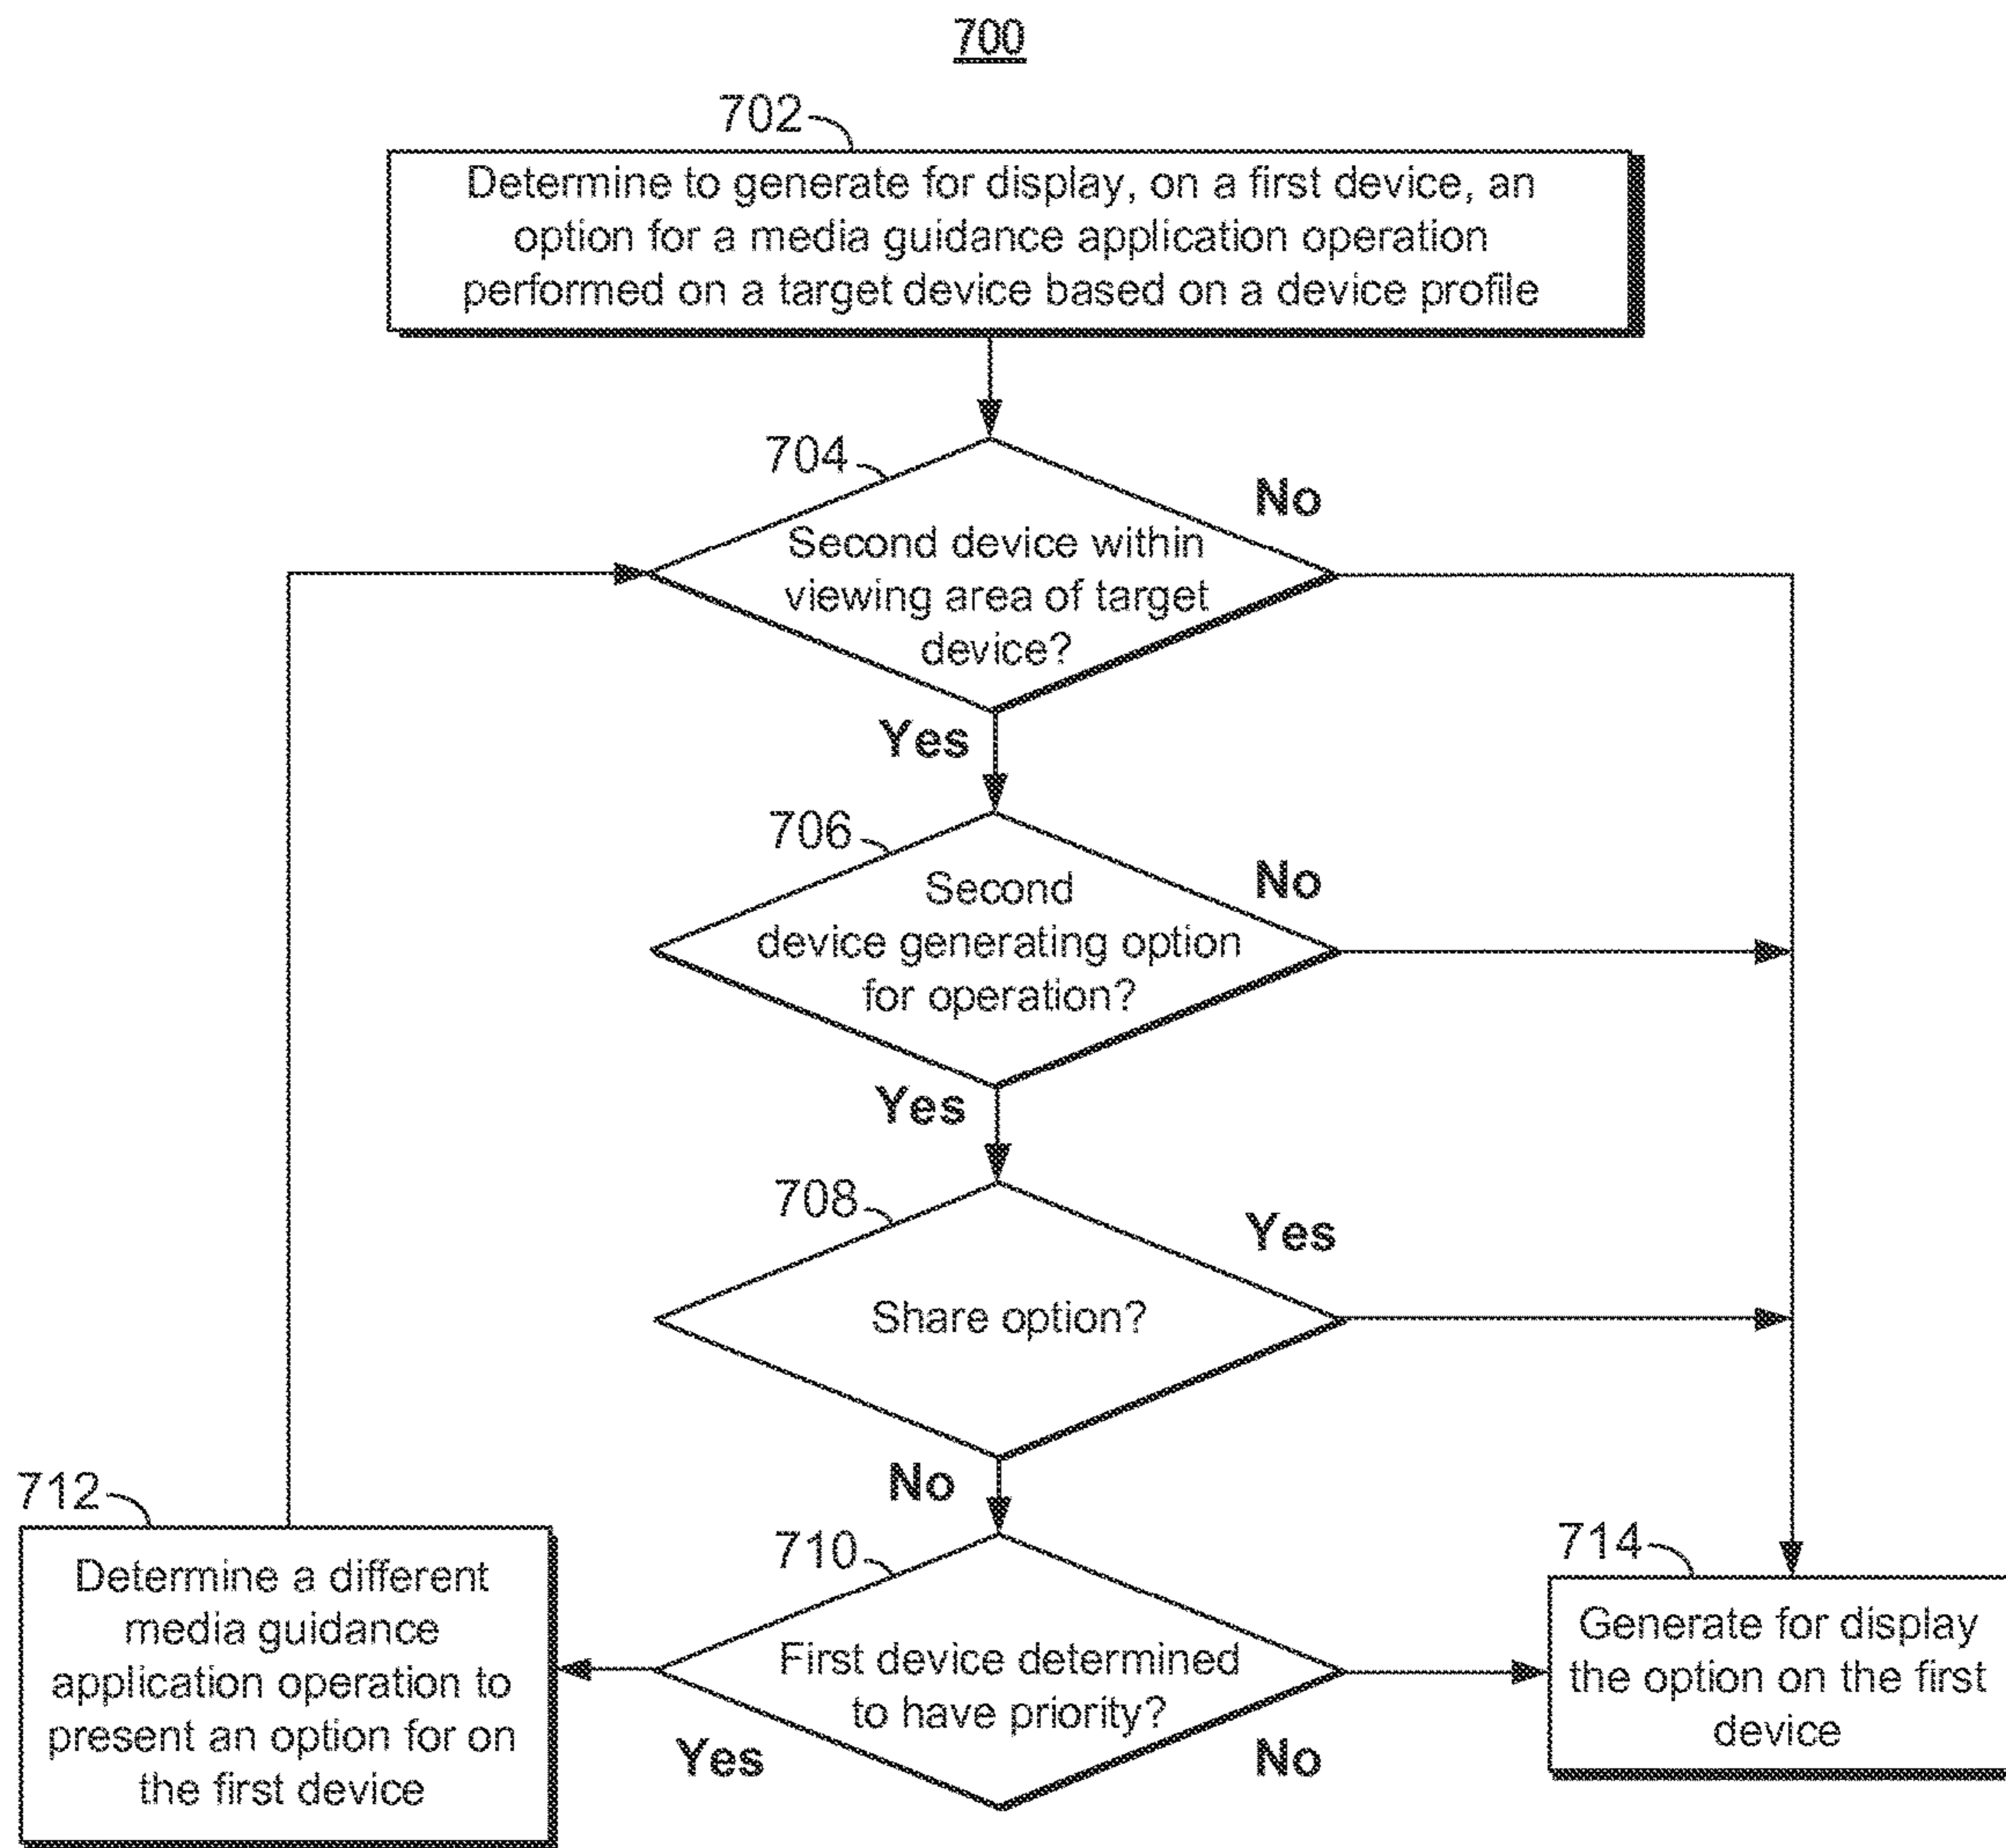 700
702
Determine to generate for display, on a first device, an
option for a media guidance application operation
performed on a target device based on a device profile
704
No
Second device within
viewing area of target
device?
Yes
706
No
Second
device generating option
for operation?
Yes
708
Yes
Share option?
No
712
Determine a different
media guidance
application operation to
present an option for on
the first device
710
First device determined
to have priority?
Yes
No
714
Generate for display
the option on the first
device